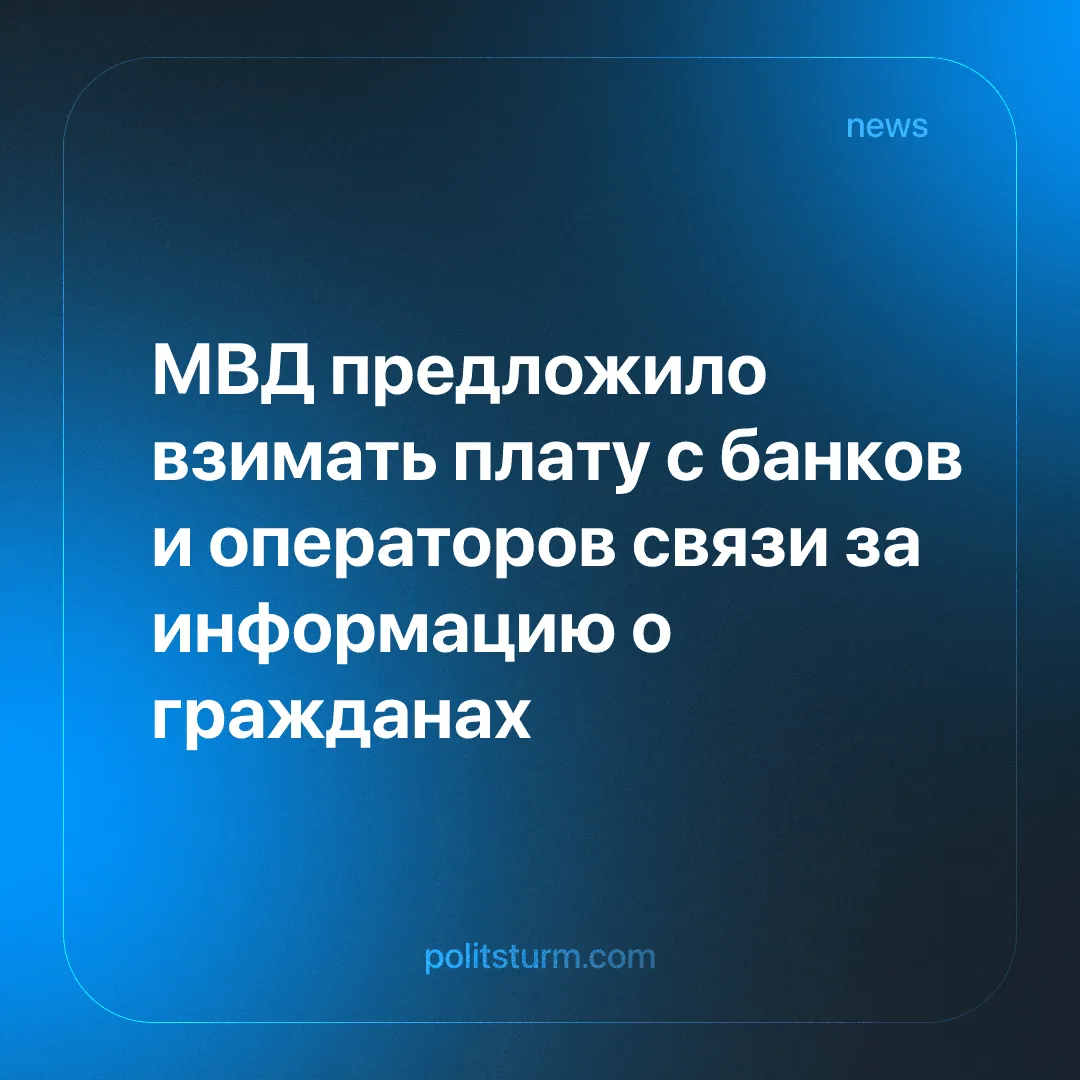 news
МВД предложило
взимать плату с банков
и операторов связи за
информацию о
гражданах
politsturm.com